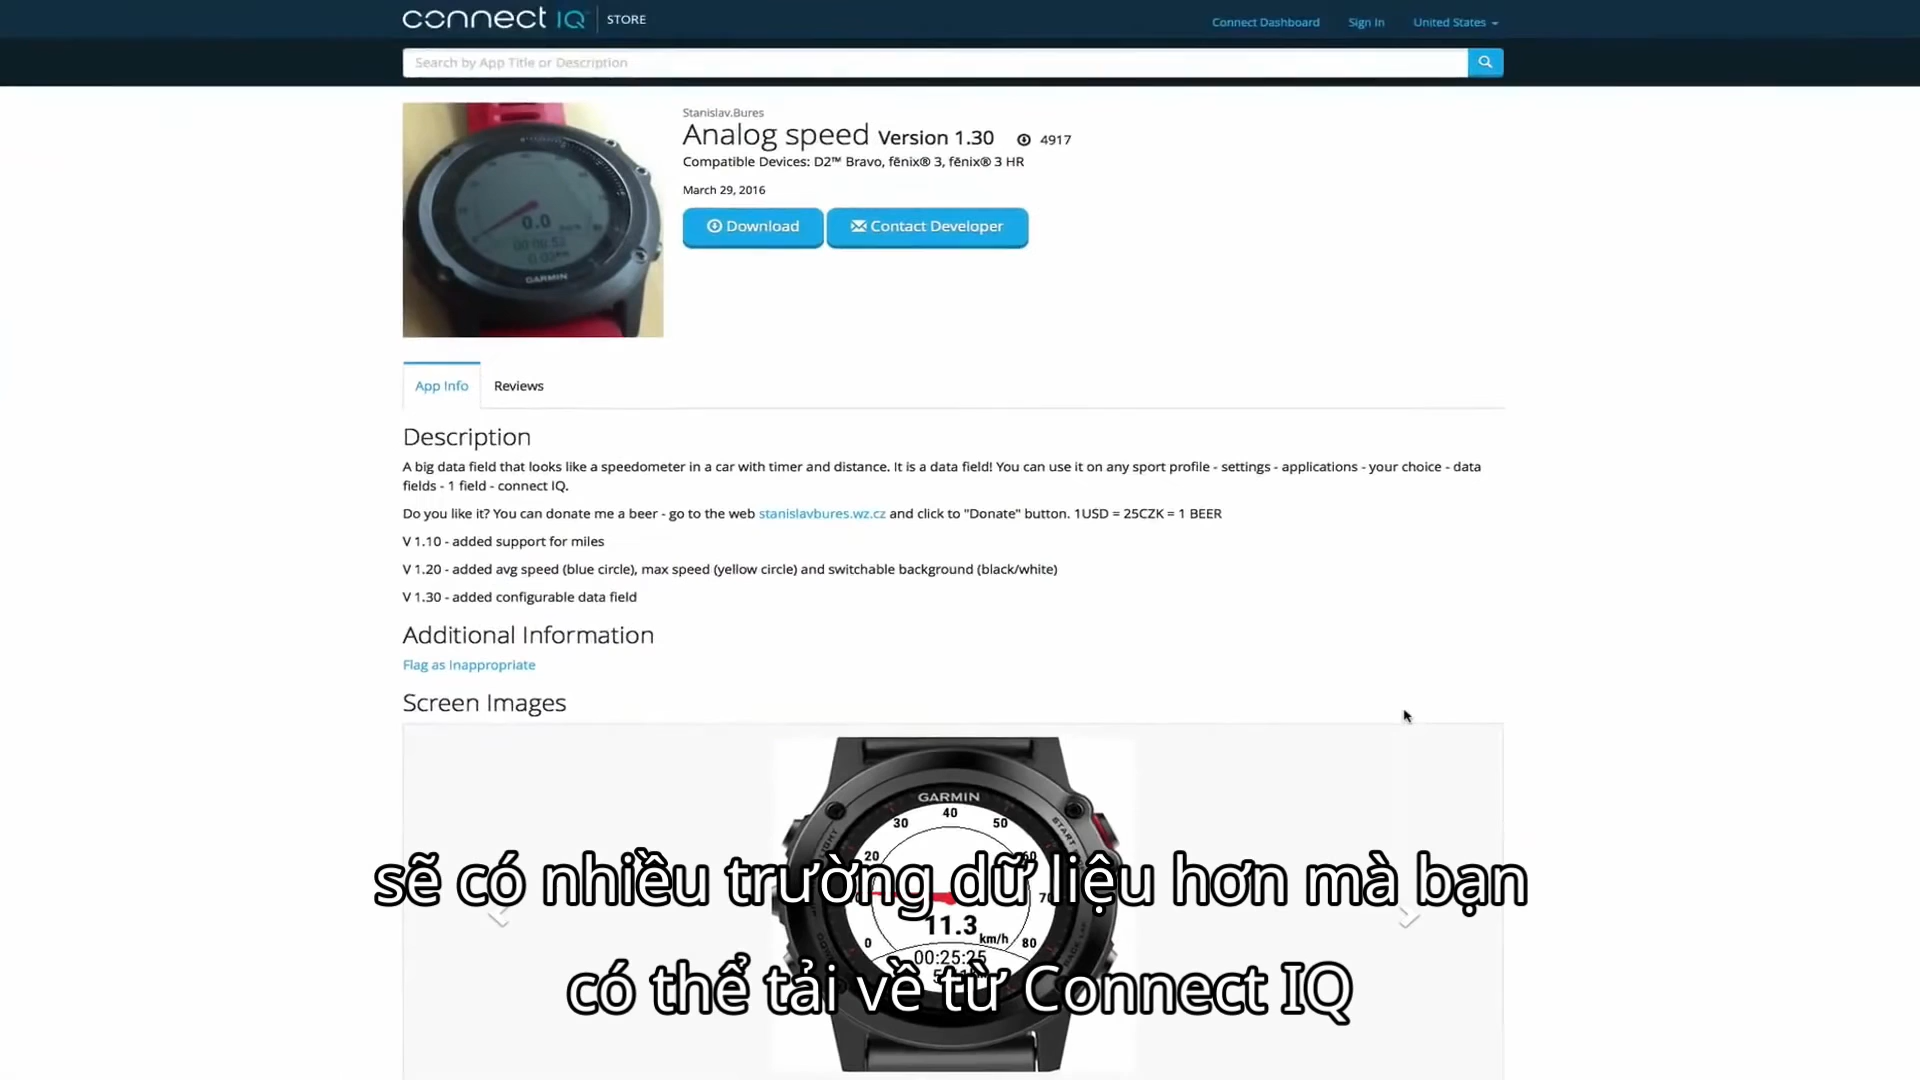 connect IQ STORE
Connect Dashboard Sign In United States
Search by App Title or Description
Stanislav.Bures
Analog speed Version 1.30 4917
Compatible Devices: D2™ Bravo, fēnix® 3, fēnix® 3 HR
March 29, 2016
Download Contact Developer
0.0
GARMIN
App Info Reviews
Description
A big data field that looks like a speedometer in a car with timer and distance. It is a data field! You can use it on any sport profile - settings - applications - your choice - data
fields - 1 field - connect IQ.
Do you like it? You can donate me a beer - go to the web stanislavbures.wz.cz and click to "Donate" button. 1USD = 25CZK = 1 BEER
V 1.10 - added support for miles
V 1.20 - added avg speed (blue circle), max speed (yellow circle) and switchable background (black/white)
V 1.30 - added configurable data field
Additional Information
Flag as Inappropriate
Screen Images
GARMIN
40
30 50
20 60
sẽ có nhiều trường dữ liệu hơn mà bạn
11.3 km/h
0 80
00:25:25
có thể tải về từ Connect IQ